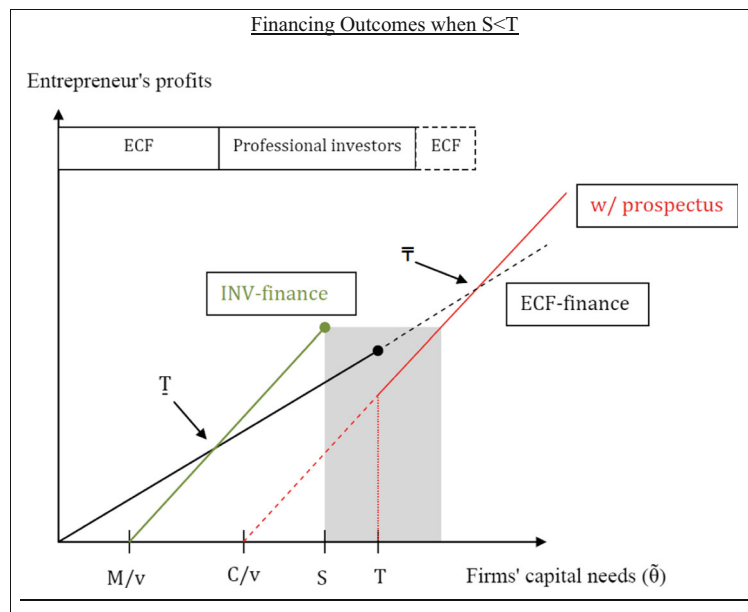 Financing Outcomes when S<T
Entrepreneur's profits
ECF
Professional investors
ECF
w/ prospectus
T̿
INV-finance
ECF-finance
T̲
M/v
C/v
S
T
Firms' capital needs (θ̃)